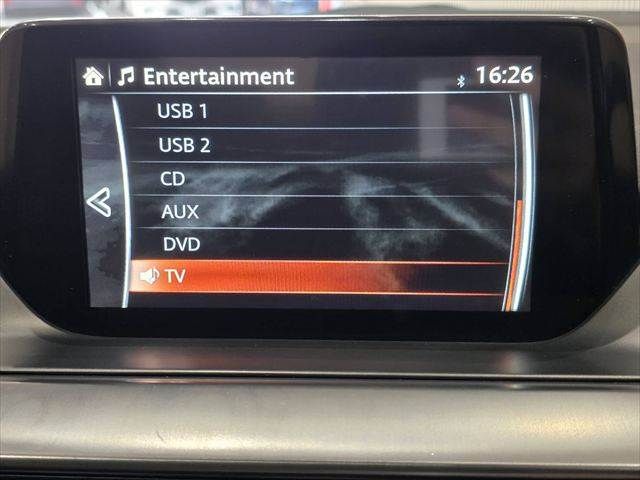 Entertainment 16:26
USB 1
USB 2
CD
AUX
DVD
TV